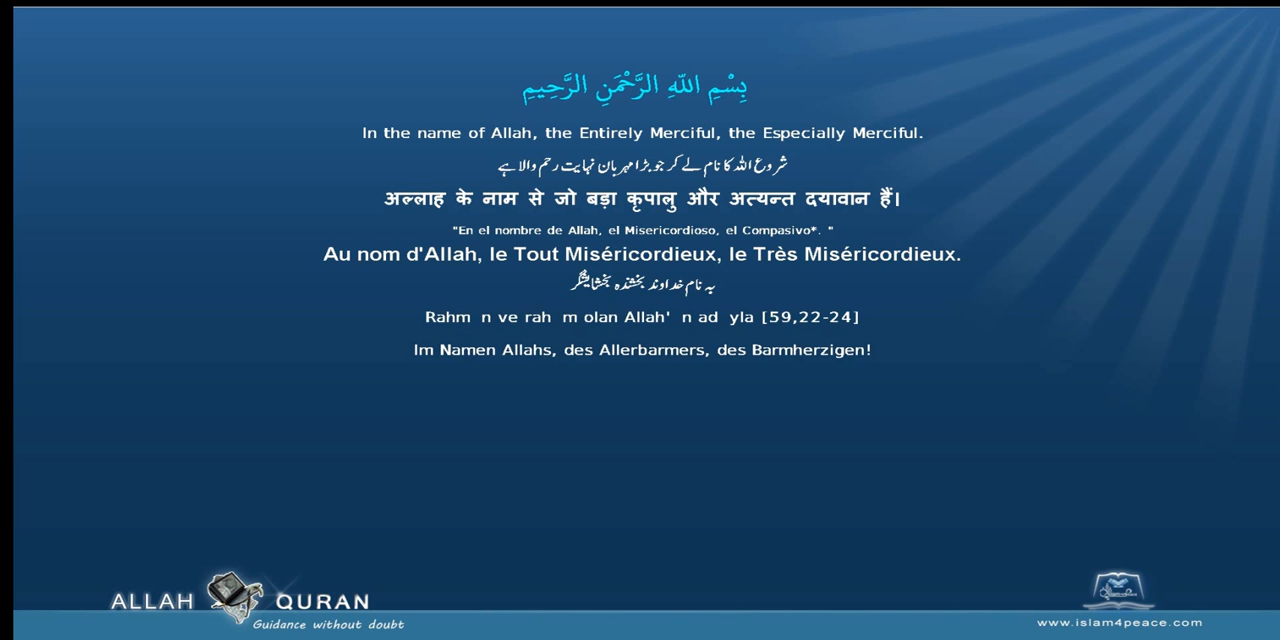 بِسْمِ اللَّهِ الرَّحْمَنِ الرَّحِيمِ
In the name of Allah, the Entirely Merciful, the Especially Merciful.
شروع اللہ کا نام لے کر جو بڑا مہربان نہایت رحم والا ہے
अल्लाह के नाम से जो बड़ा कृपालु और अत्यन्त दयावान हैं।
"En el nombre de Allah, el Misericordioso, el Compasivo*. "
Au nom d'Allah, le Tout Miséricordieux, le Très Miséricordieux.
به نام خداوند بخشنده بخشایشگر
Rahm n ve rah m olan Allah' n ad yla [59,22-24]
Im Namen Allahs, des Allerbarmers, des Barmherzigen!
ALLAH QURAN
Guidance without doubt
www.islam4peace.com